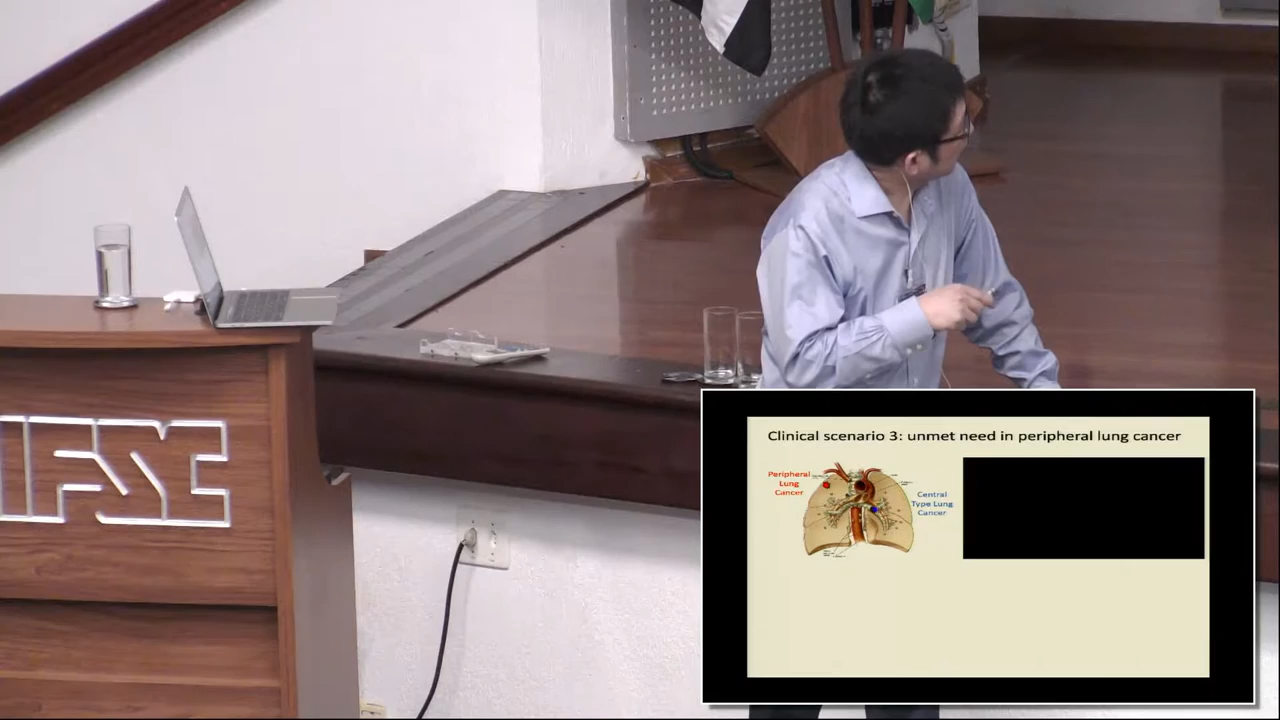 IFSC
Clinical scenario 3: unmet need in peripheral lung cancer
Peripheral
Lung
Cancer
Central
Type Lung
Cancer